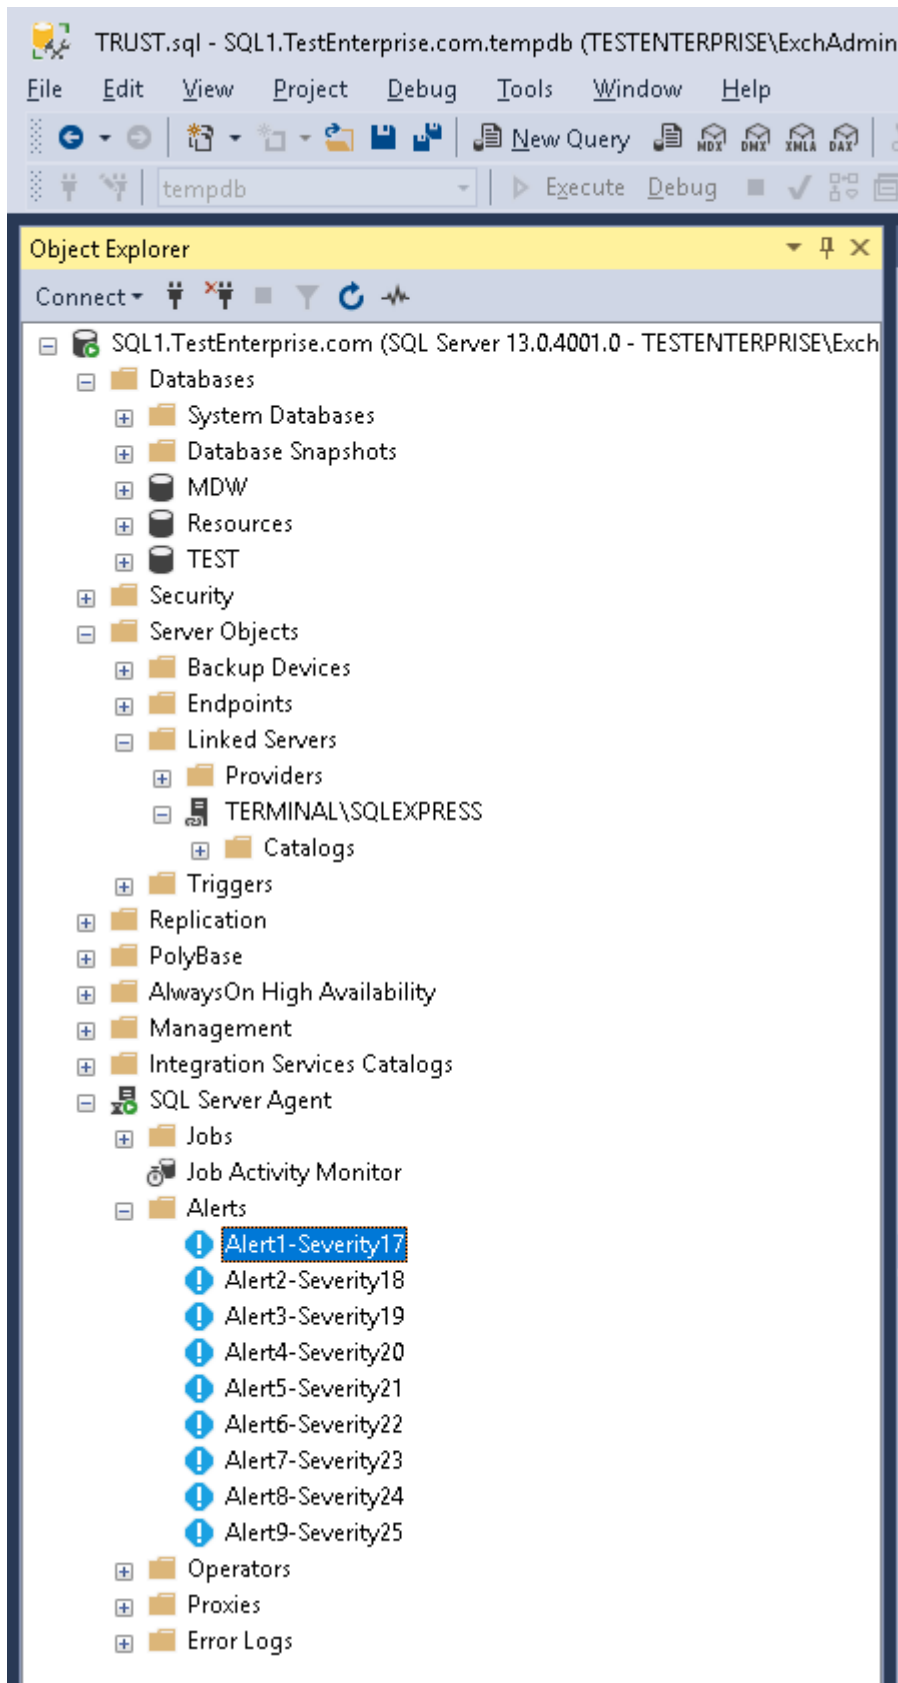 TRUST.sql - SQL1.TestEnterprise.com.tempdb (TESTENTERPRISE\ExchAdmin
File Edit View Project Debug Tools Window Help
New Query MDX DMX XMLA DAX
tempdb Execute Debug
Object Explorer
Connect
SQL1.TestEnterprise.com (SQL Server 13.0.4001.0 - TESTENTERPRISE\Exch
Databases
System Databases
Database Snapshots
MDW
Resources
TEST
Security
Server Objects
Backup Devices
Endpoints
Linked Servers
Providers
TERMINAL\SQLEXPRESS
Catalogs
Triggers
Replication
PolyBase
AlwaysOn High Availability
Management
Integration Services Catalogs
SQL Server Agent
Jobs
Job Activity Monitor
Alerts
Alert1-Severity17
Alert2-Severity18
Alert3-Severity19
Alert4-Severity20
Alert5-Severity21
Alert6-Severity22
Alert7-Severity23
Alert8-Severity24
Alert9-Severity25
Operators
Proxies
Error Logs